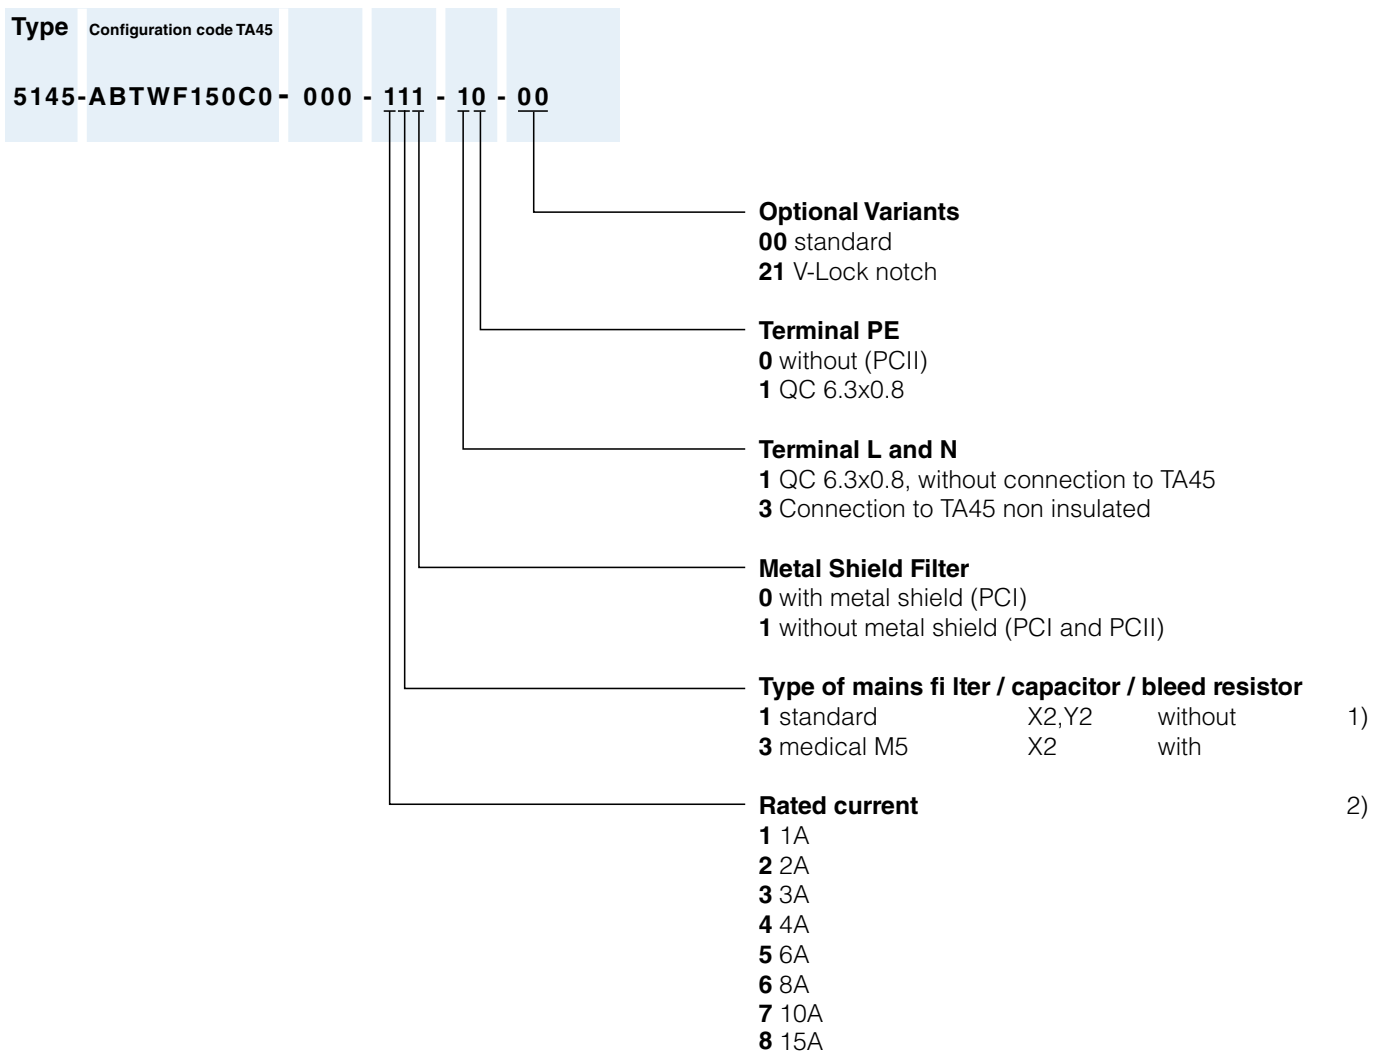 Type Configuration code TA45
5145-ABTWF150C0- 000 - 111 - 10 - 00
Optional Variants
00 standard
21 V-Lock notch
Terminal PE
0 without (PCII)
1 QC 6.3x0.8
Terminal L and N
1 QC 6.3x0.8, without connection to TA45
3 Connection to TA45 non insulated
Metal Shield Filter
0 with metal shield (PCI)
1 without metal shield (PCI and PCII)
Type of mains fi lter / capacitor / bleed resistor
1 standard X2,Y2 without 1)
3 medical M5 X2 with
Rated current 2)
1 1A
2 2A
3 3A
4 4A
5 6A
6 8A
7 10A
8 15A